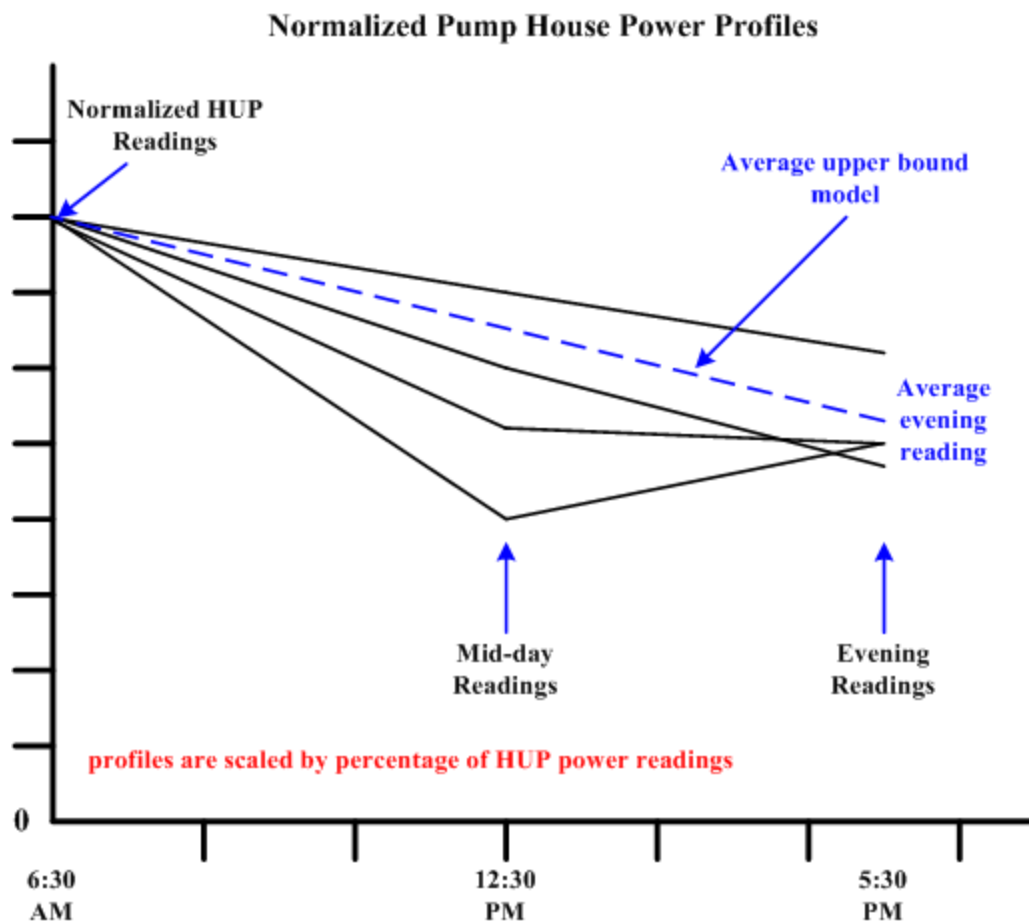 Normalized Pump House Power Profiles
Normalized HUP
Readings
Average upper bound
model
Average
evening
reading
Mid-day
Readings
Evening
Readings
profiles are scaled by percentage of HUP power readings
0
6:30
AM
12:30
PM
5:30
PM